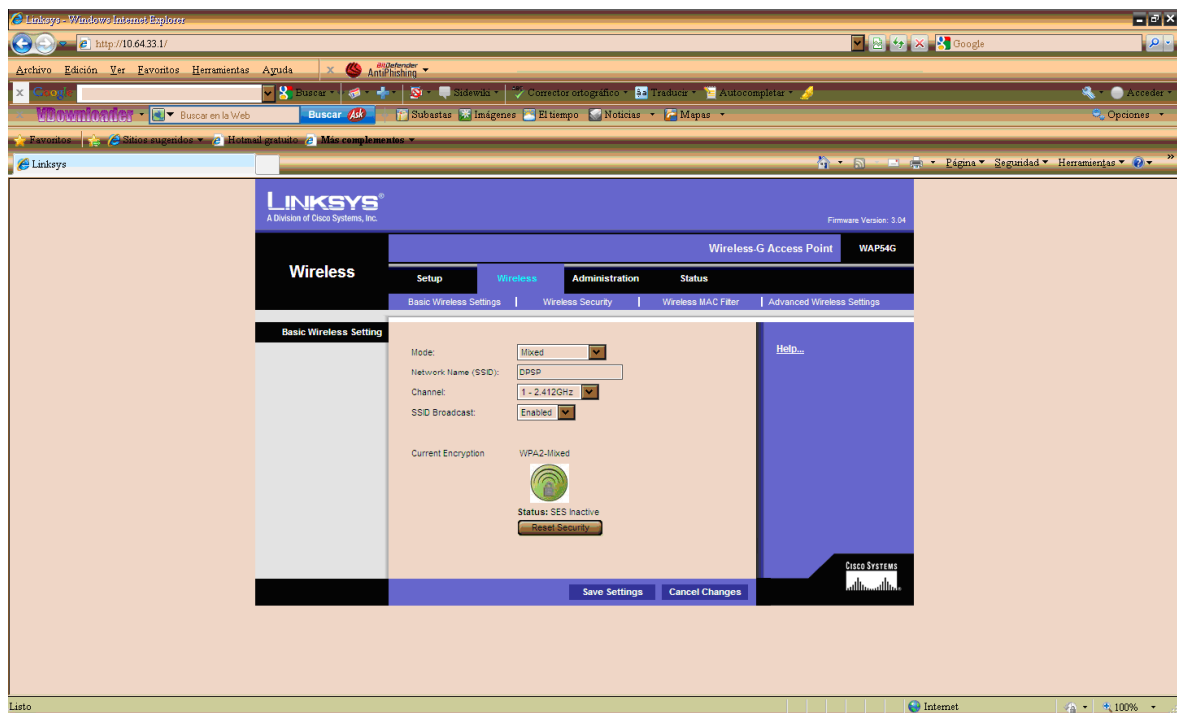 Linksys - Windows Internet Explorer
http://10.64.33.1/
Google
Archivo Edición Ver Favoritos Herramientas Ayuda
BitDefender AntiPhishing
Google Buscar Sidewiki Corrector ortográfico Traducir Autocompletar Acceder
VDownloader Buscar en la Web Buscar Ask Subastas Imágenes El tiempo Noticias Mapas Opciones
Favoritos Sitios sugeridos Hotmail gratuito Más complementos
Linksys
Página Seguridad Herramientas
LINKSYS®
A Division of Cisco Systems, Inc.
Firmware Version: 3.04
Wireless-G Access Point WAP54G
Wireless
Setup Wireless Administration Status
Basic Wireless Settings | Wireless Security | Wireless MAC Filter | Advanced Wireless Settings
Basic Wireless Setting
Help...
Mode: Mixed
Network Name (SSID): DPSP
Channel: 1 - 2.412GHz
SSID Broadcast: Enabled
Current Encryption WPA2-Mixed
Status: SES Inactive
Reset Security
CISCO SYSTEMS
Save Settings Cancel Changes
Listo Internet 100%